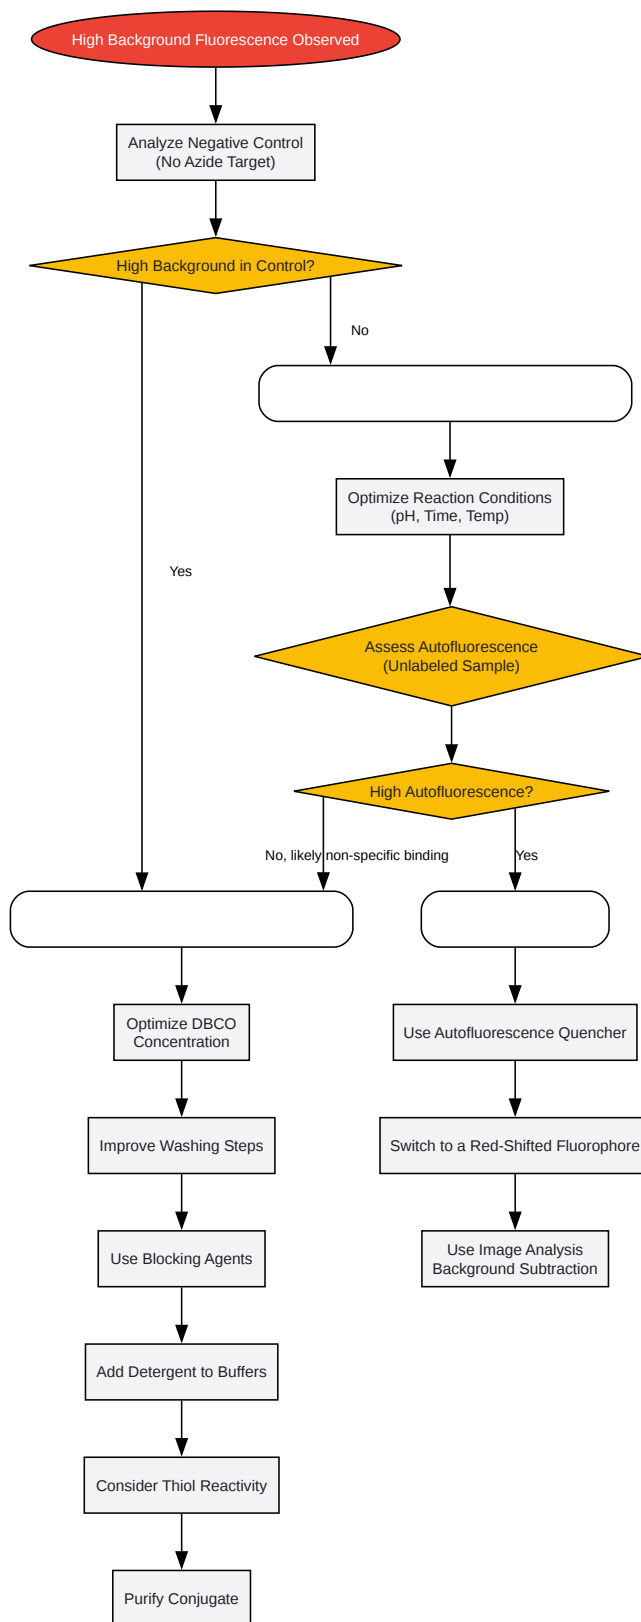 High Background Fluorescence Observed
Analyze Negative Control
(No Azide Target)
High Background in Control?
No
Optimize Reaction Conditions
(pH, Time, Temp)
Yes
Assess Autofluorescence
(Unlabeled Sample)
High Autofluorescence?
No, likely non-specific binding
Yes
Optimize DBCO
Concentration
Use Autofluorescence Quencher
Improve Washing Steps
Switch to a Red-Shifted Fluorophore
Use Blocking Agents
Use Image Analysis
Background Subtraction
Add Detergent to Buffers
Consider Thiol Reactivity
Purify Conjugate